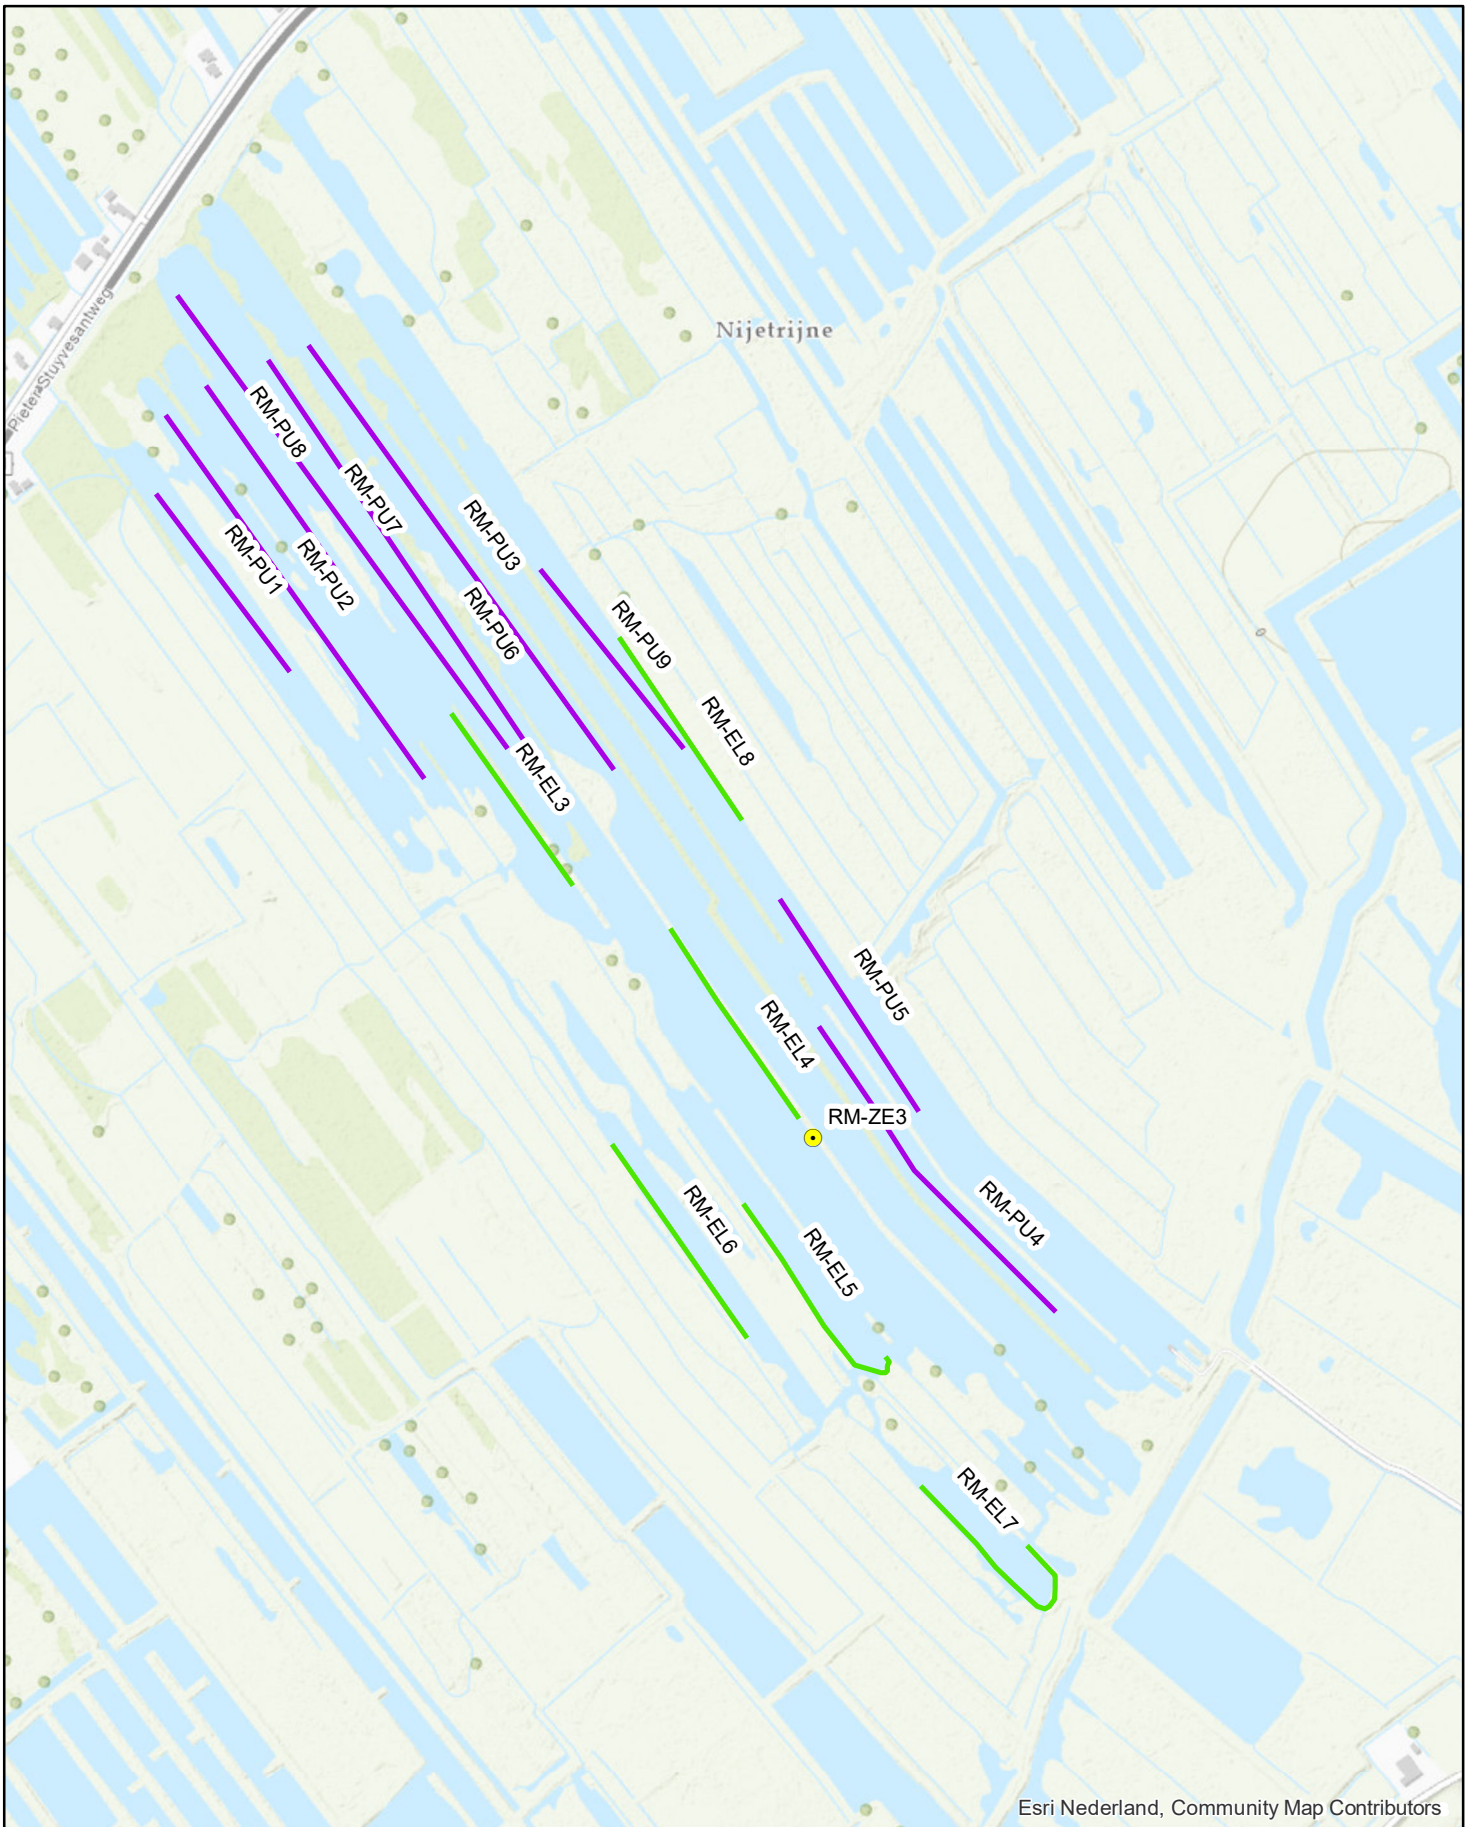 Nijetrijne
Pieter Stuyvesantweg
RM-PU8
RM-PU7
RM-PU3
RM-PU1
RM-PU2
RM-PU6
RM-PU9
RM-EL8
RM-EL3
RM-PU5
RM-EL4
RM-ZE3
RM-EL6
RM-PU4
RM-EL5
RM-EL7
Esri Nederland, Community Map Contributors